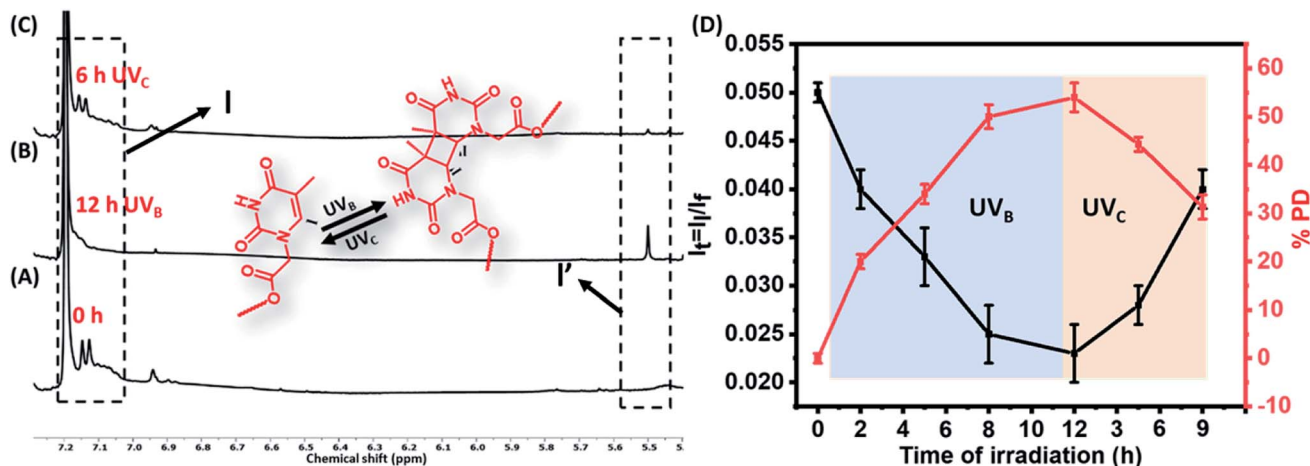 (C)
6 h UVC
I
(B)
12 h UVB
UVB
UVC
(A)
0 h
I'
H
N
O
O
N
O
O
O
N
H
N
O
O
O
O
HN
O
N
O
O
7.2 7.1 6.9 6.8 6.7 6.6 6.5 6.4 6.3 6.2 6.1 6.0 5.9 5.8 5.7 5.6 5.5 5.
Chemical shift (ppm)
(D)
0.055
0.050
0.045
0.040
0.035
0.030
0.025
0.020
It=Il/If
UVB
UVC
60
50
40
30
20
10
0
-10
% PD
0 2 4 6 8 12 3 6 9
Time of irradiation (h)